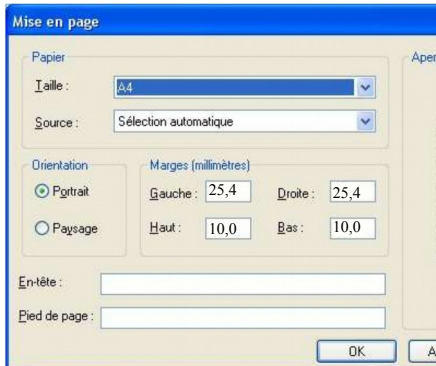 Mise en page
Papier
Aper
Taille : A4
Source : Sélection automatique
Orientation
Marges (millimètres)
Portrait
Gauche : 25,4 Droite : 25,4
Paysage
Haut : 10,0 Bas : 10,0
En-tête :
Pied de page :
OK
A